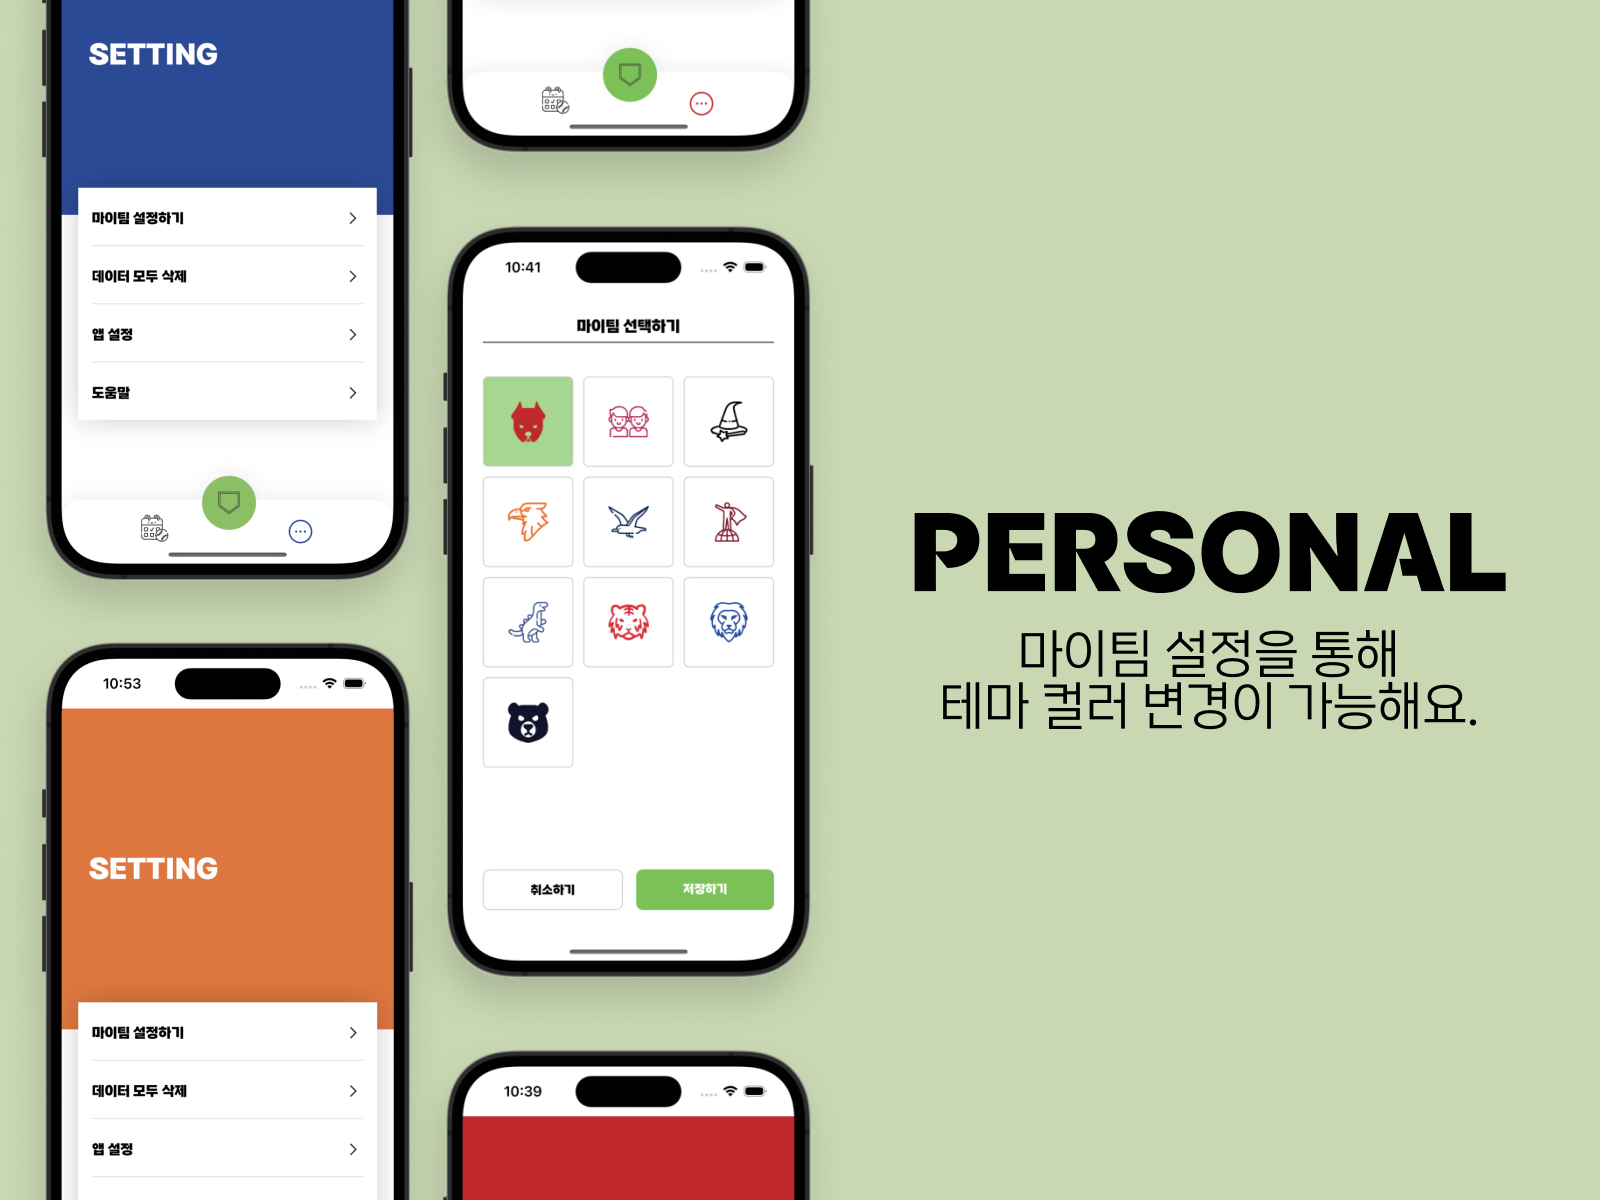 SETTING
마이팀 설정하기
데이터 모두 삭제
앱 설정
도움말
10:53
SETTING
마이팀 설정하기
데이터 모두 삭제
앱 설정
10:41
마이팀 선택하기
취소하기
저장하기
10:39
PERSONAL
마이팀 설정을 통해
테마 컬러 변경이 가능해요.